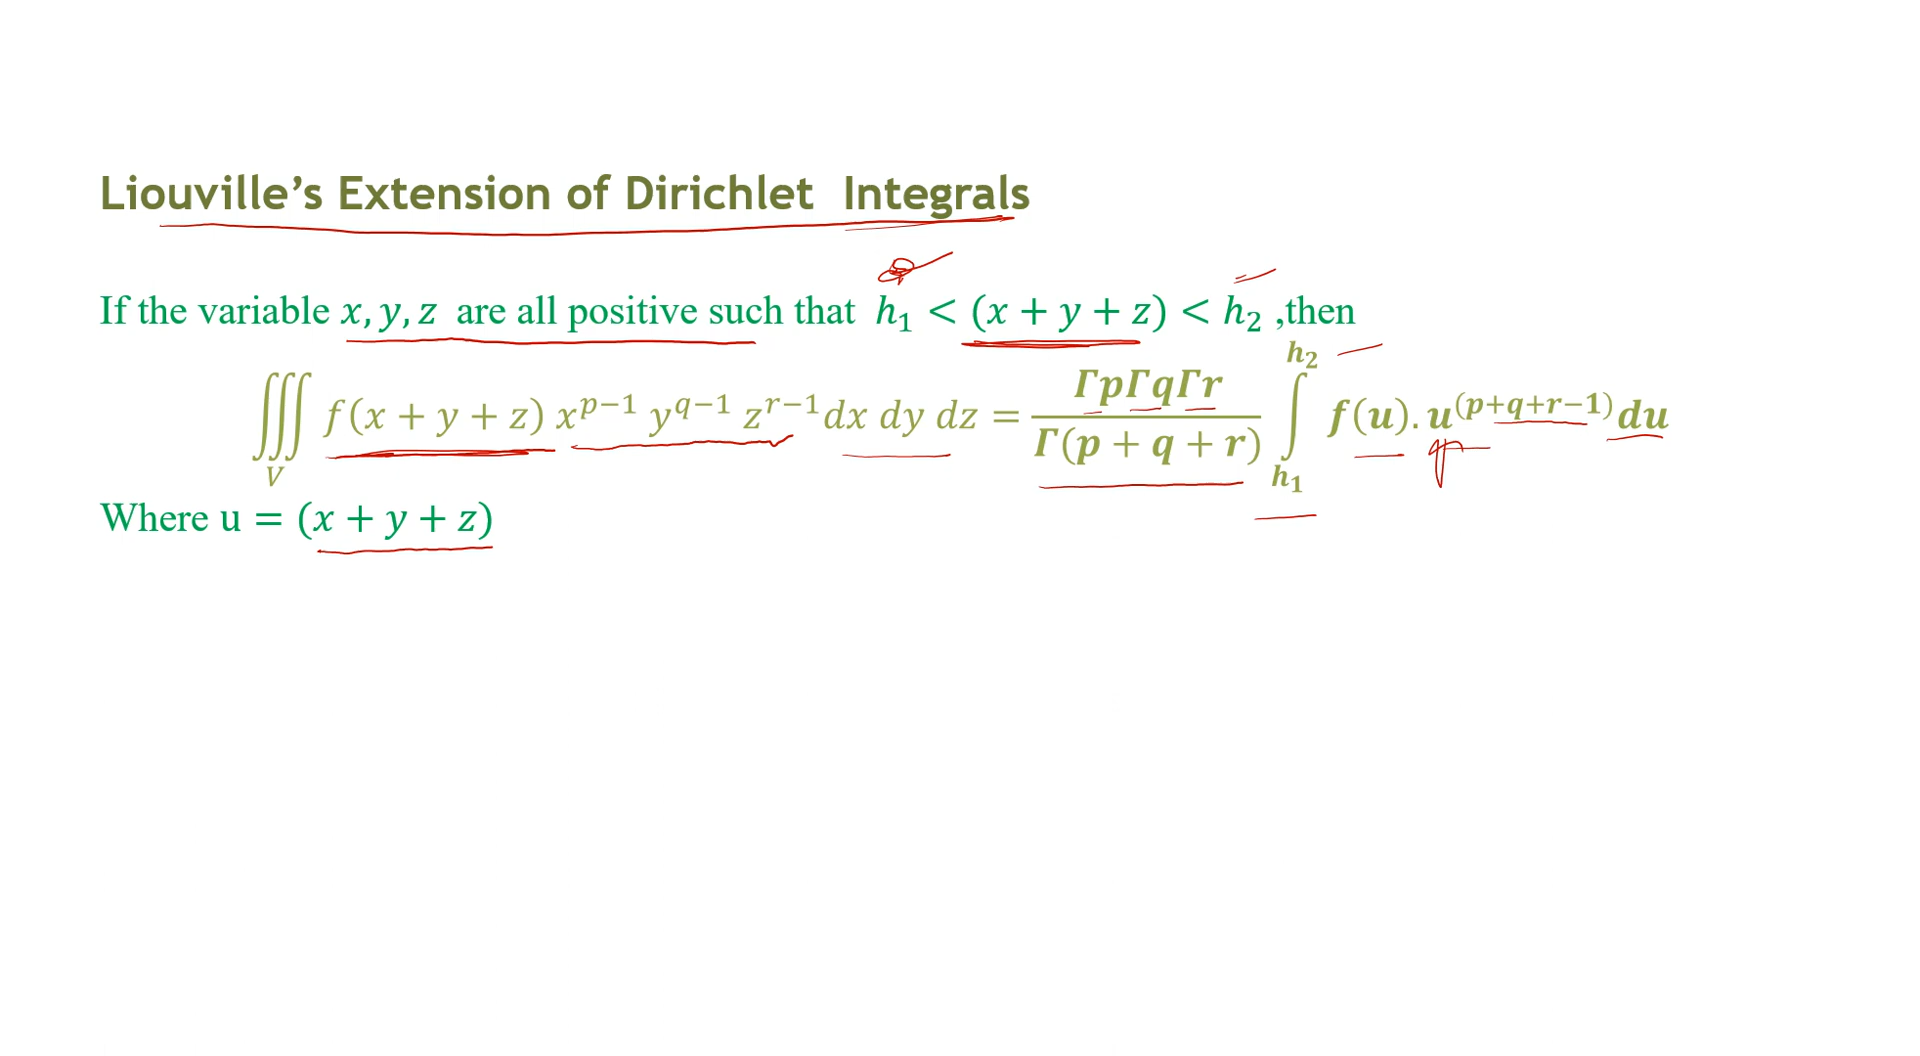 Liouville’s Extension of Dirichlet Integrals
If the variable x, y, z are all positive such that h₁ < (x + y + z) < h₂ ,then
∭_V f(x + y + z) x^{p−1} y^{q−1} z^{r−1} dx dy dz = \frac{ΓpΓqΓr}{Γ(p + q + r)} ∫_{h₁}^{h₂} f(u). u^{(p+q+r−1)} du
Where u = (x + y + z)